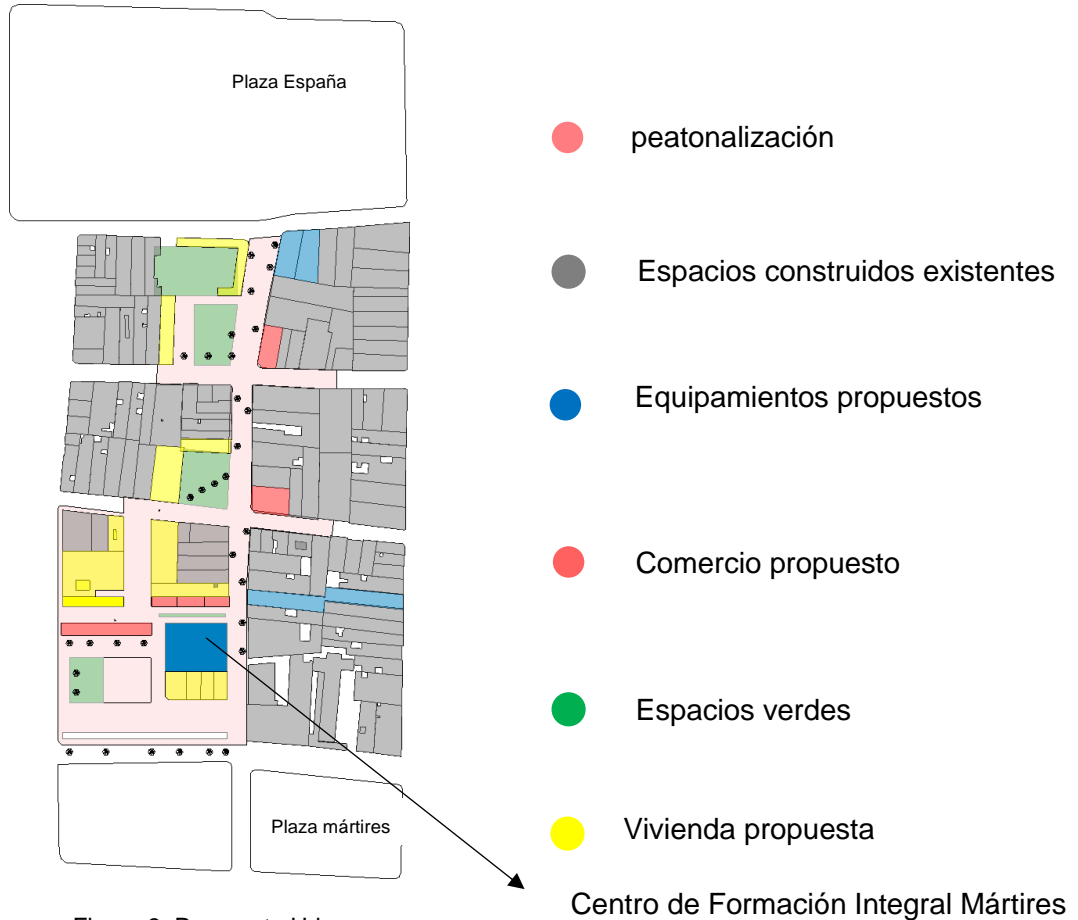 Plaza España
peatonalización
Espacios construidos existentes
Equipamientos propuestos
Comercio propuesto
Espacios verdes
Vivienda propuesta
Plaza mártires
Centro de Formación Integral Mártires